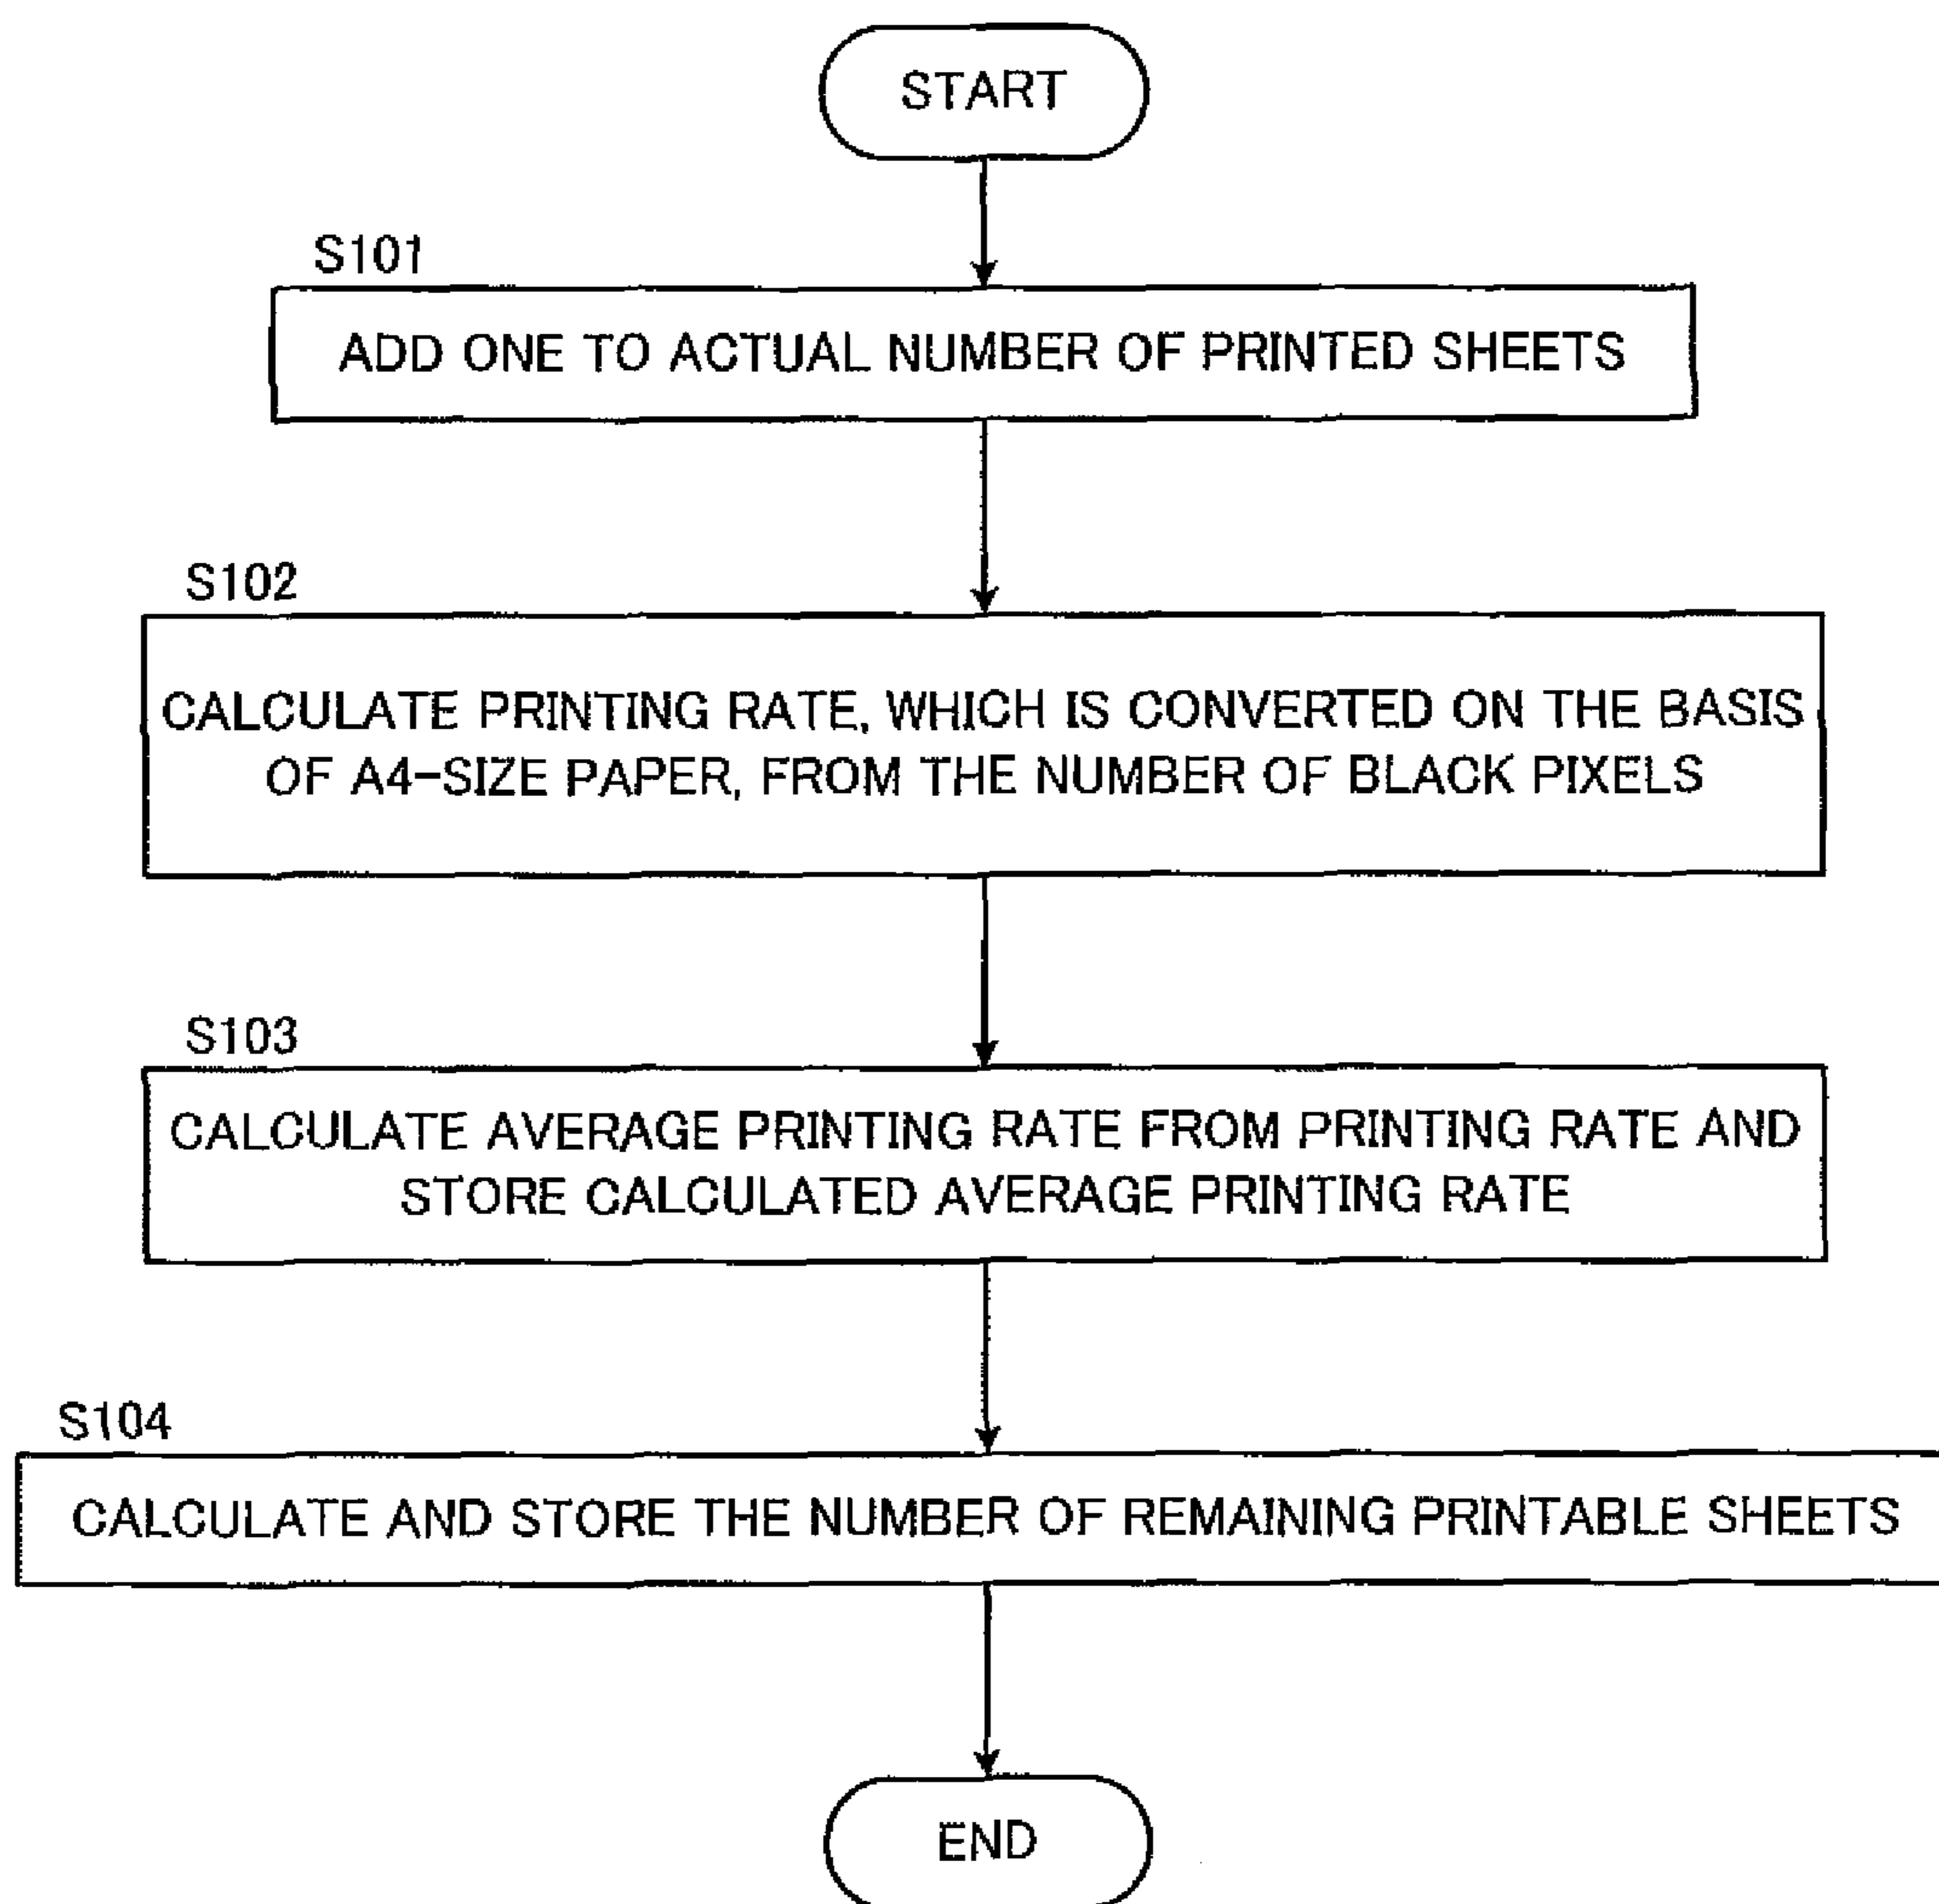 START
S101
ADD ONE TO ACTUAL NUMBER OF PRINTED SHEETS
S102
CALCULATE PRINTING RATE, WHICH IS CONVERTED ON THE BASIS
OF A4-SIZE PAPER, FROM THE NUMBER OF BLACK PIXELS
S103
CALCULATE AVERAGE PRINTING RATE FROM PRINTING RATE AND
STORE CALCULATED AVERAGE PRINTING RATE
S104
CALCULATE AND STORE THE NUMBER OF REMAINING PRINTABLE SHEETS
END